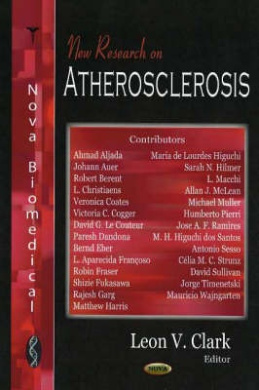 New Research on
ATHEROSCLEROSIS
Nova Biomedical
Contributors
Ahmad Aljada
Johann Auer
Robert Berent
L. Christiaens
Veronica Coates
Victoria C. Cogger
David G. Le Couteur
Paresh Dandona
Bernd Eber
L. Aparecida Françoso
Robin Fraser
Shizie Fukasawa
Rajesh Garg
Matthew Harris
Maria de Lourdes Higuchi
Sarah N. Hilmer
L. Macchi
Allan J. McLean
Michael Muller
Humberto Pierri
Jose A. F. Ramires
M. H. Higuchi dos Santos
Antonio Sesso
Célia M. C. Strunz
David Sullivan
Jorge Timenetski
Mauricio Wajngarten
Leon V. Clark
Editor
NOVA